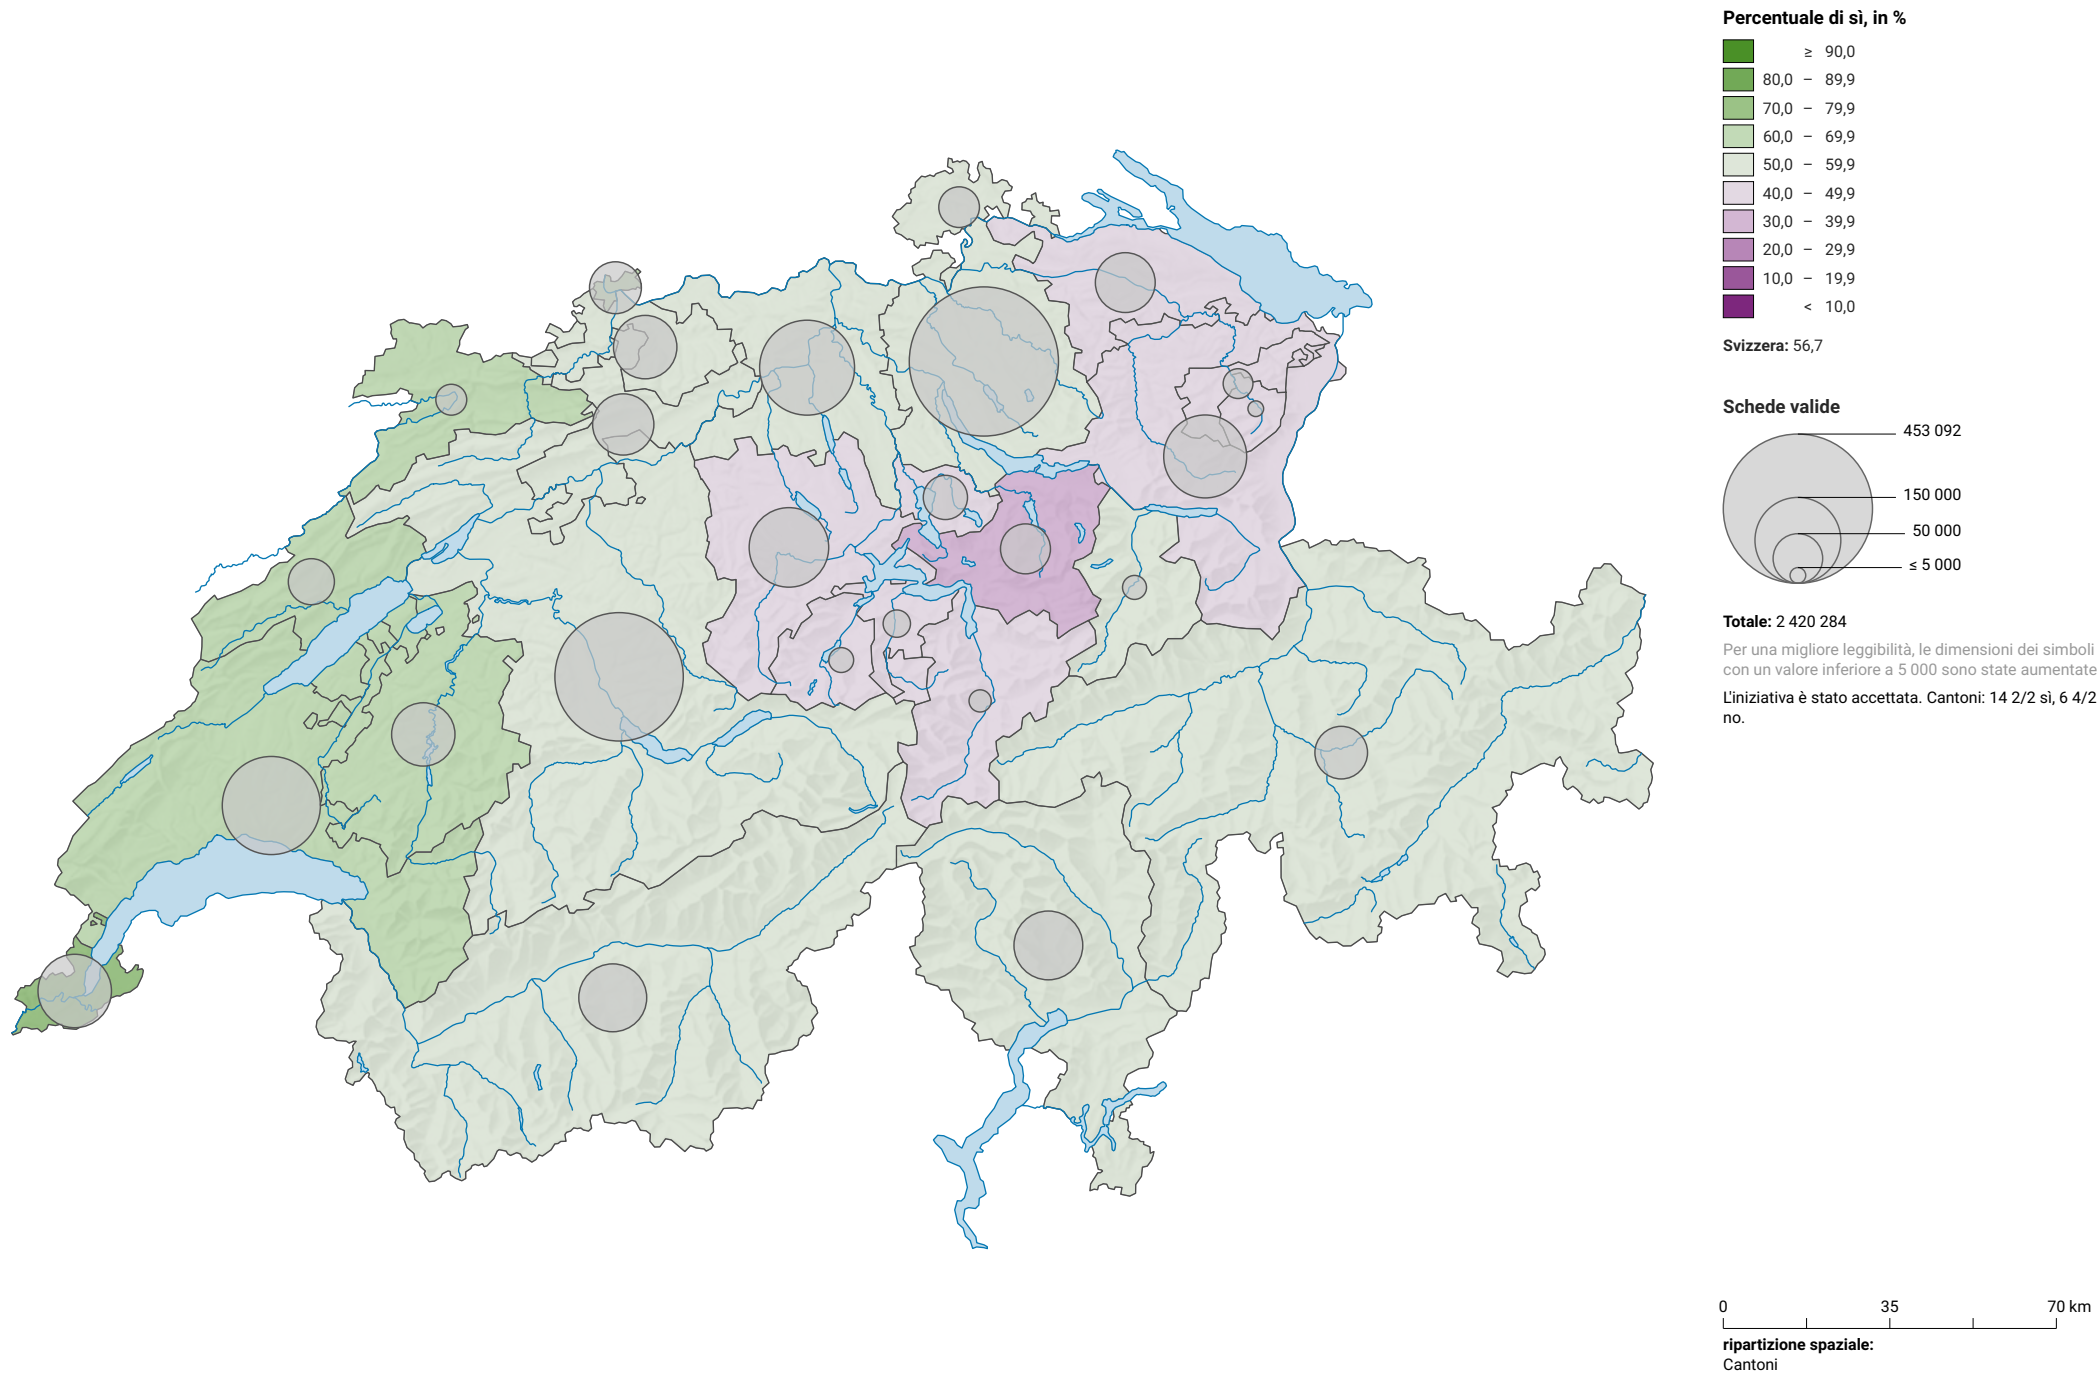 Percentuale di sì, in %
≥ 90,0
80,0 – 89,9
70,0 – 79,9
60,0 – 69,9
50,0 – 59,9
40,0 – 49,9
30,0 – 39,9
20,0 – 29,9
10,0 – 19,9
< 10,0
Svizzera: 56,7
Schede valide
453 092
150 000
50 000
≤ 5 000
Totale: 2 420 284
Per una migliore leggibilità, le dimensioni dei simboli
con un valore inferiore a 5 000 sono state aumentate
L'iniziativa è stato accettata. Cantoni: 14 2/2 sì, 6 4/2
no.
0 35 70 km
ripartizione spaziale:
Cantoni